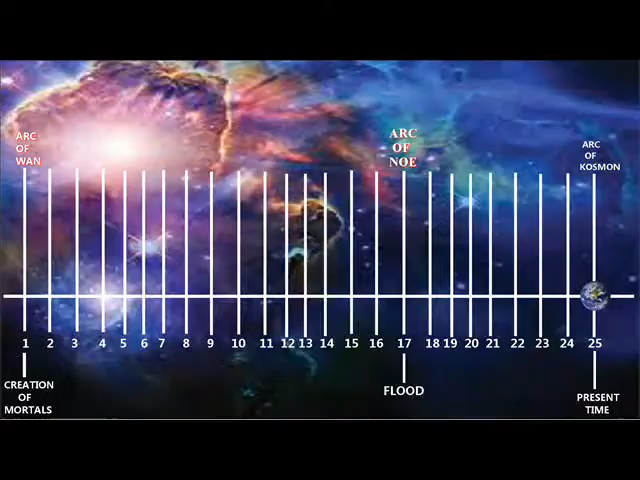 ARC
OF
WAN
ARC
OF
NOE
ARC
OF
KOSMON
1 2 3 4 5 6 7 8 9 10 11 12 13 14 15 16 17 18 19 20 21 22 23 24 25
CREATION
OF
MORTALS
FLOOD
PRESENT
TIME